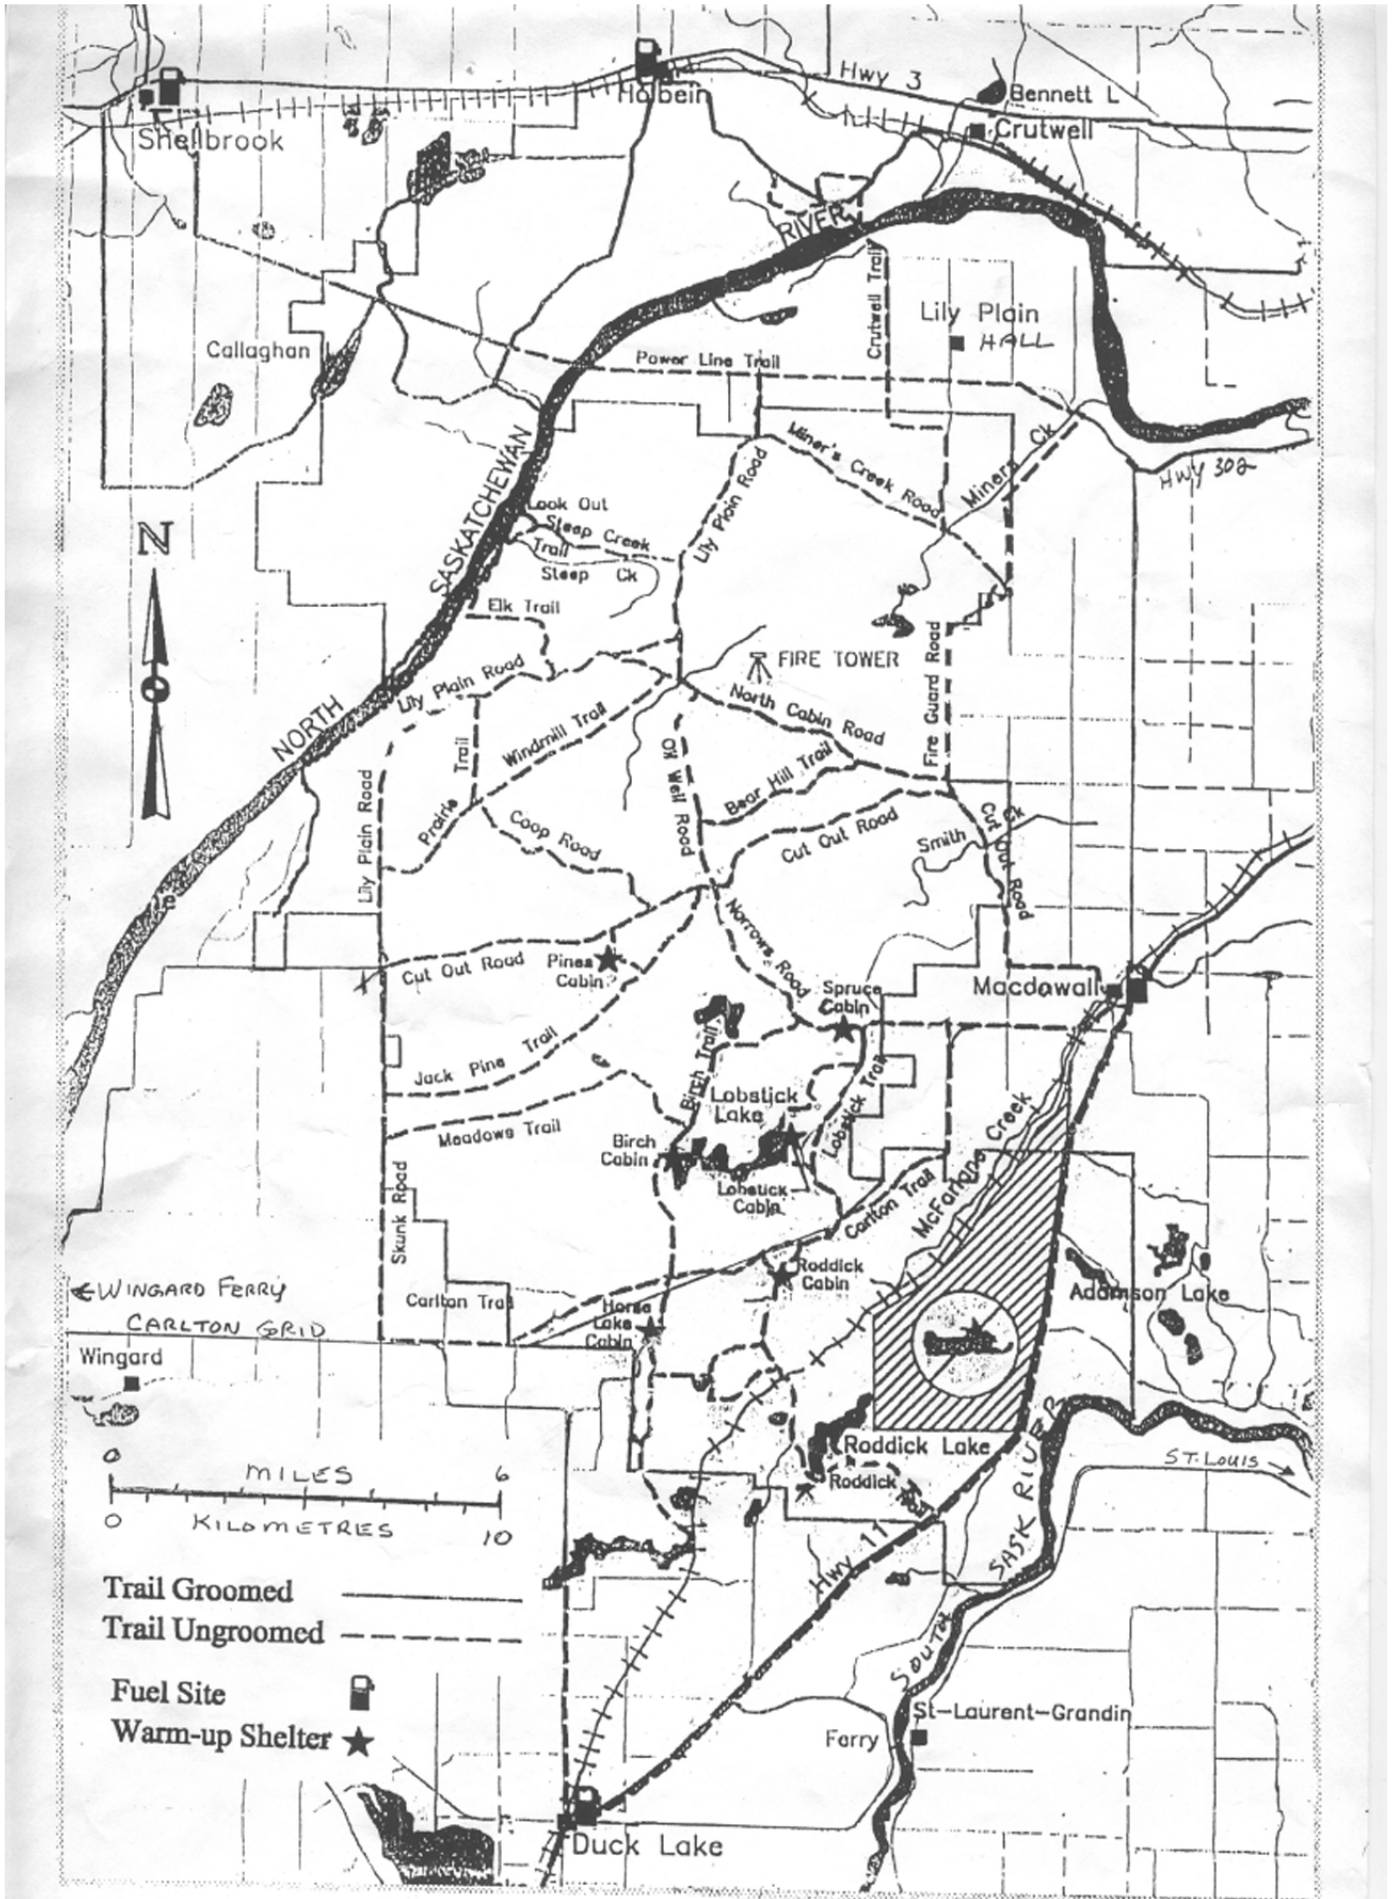 Hwy 3
Holbein
Bennett L
Crutwell
Shellbrook
RIVER
Crutwell Trail
Lily Plain
HALL
Callaghan L
Power Line Trail
Miner's Creek Road
Miners Ck
Hwy 302
Lily Plain Road
SASKATCHEWAN
Look Out
Steep Creek
Trail
Steep Ck
N
Elk Trail
FIRE TOWER
Fire Guard Road
Lily Plain Road
North Cabin Road
NORTH
Windmill Trail
Prairie Trail
Oil Well Road
Bear Hill Trail
Lily Plain Road
Coop Road
Cut Out Road
Smith Ck
Cut Out Road
Cut Out Road
Pines
Cabin
Norrows Road
Spruce
Cabin
Macdowall
Jack Pine Trail
Birch Trail
Lobstick
Lake
Lobstick Trail
Meadows Trail
Birch
Cabin
Lobstick
Cabin
McFarlane Creek
Carlton Trail
Skunk Road
Roddick
Cabin
Adamson Lake
WINGARD FERRY
Carlton Trail
Horse
Lake
Cabin
CARLTON GRID
Wingard
Roddick Lake
Roddick
ST. LOUIS
0 6
MILES
0 10
KILOMETRES
Hwy 11
SOUTH SASK RIVER
Trail Groomed
Trail Ungroomed
Fuel Site
Warm-up Shelter
St-Laurent-Grandin
Ferry
Duck Lake